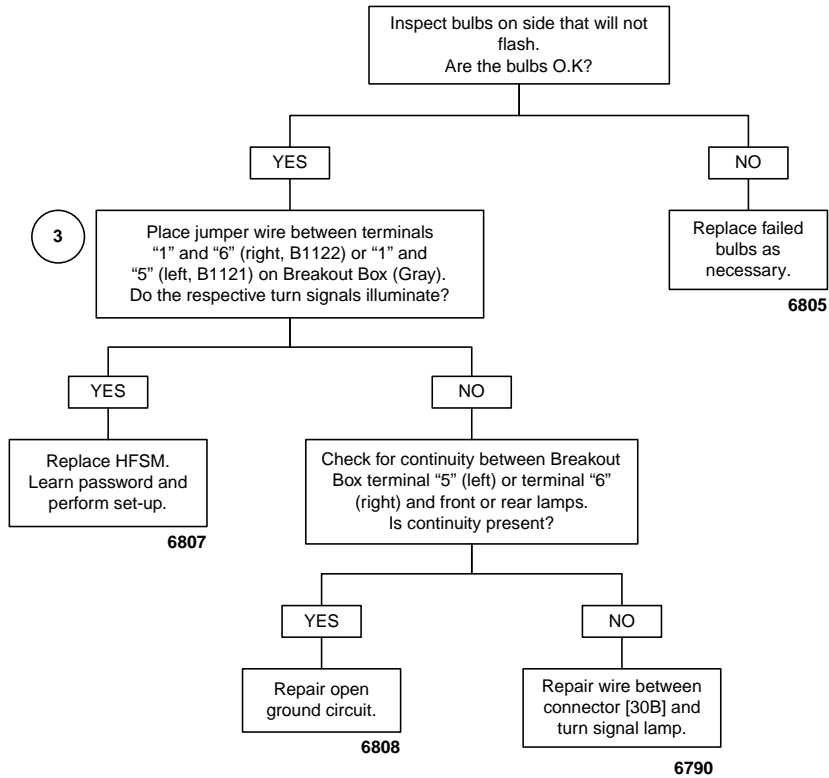 Inspect bulbs on side that will not
flash.
Are the bulbs O.K?
YES
NO
3
Place jumper wire between terminals
“1” and “6” (right, B1122) or “1” and
“5” (left, B1121) on Breakout Box (Gray).
Do the respective turn signals illuminate?
Replace failed
bulbs as
necessary.
6805
YES
NO
Replace HFSM.
Learn password and
perform set-up.
6807
Check for continuity between Breakout
Box terminal “5” (left) or terminal “6”
(right) and front or rear lamps.
Is continuity present?
YES
NO
Repair open
ground circuit.
6808
Repair wire between
connector [30B] and
turn signal lamp.
6790